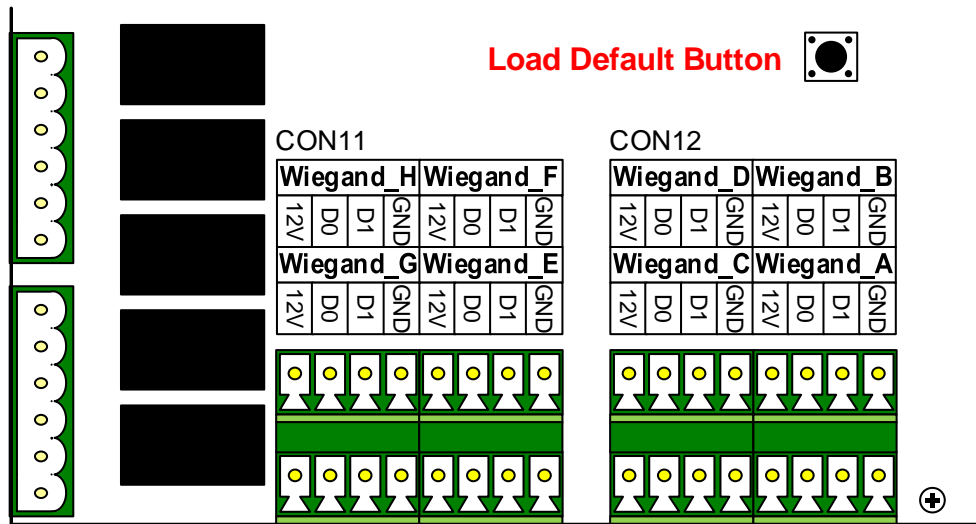 Load Default Button
CON11
CON12
Wiegand_H Wiegand_F
Wiegand_D Wiegand_B
12V D0 D1 GND 12V D0 D1 GND
12V D0 D1 GND 12V D0 D1 GND
Wiegand_G Wiegand_E
Wiegand_C Wiegand_A
12V D0 D1 GND 12V D0 D1 GND
12V D0 D1 GND 12V D0 D1 GND